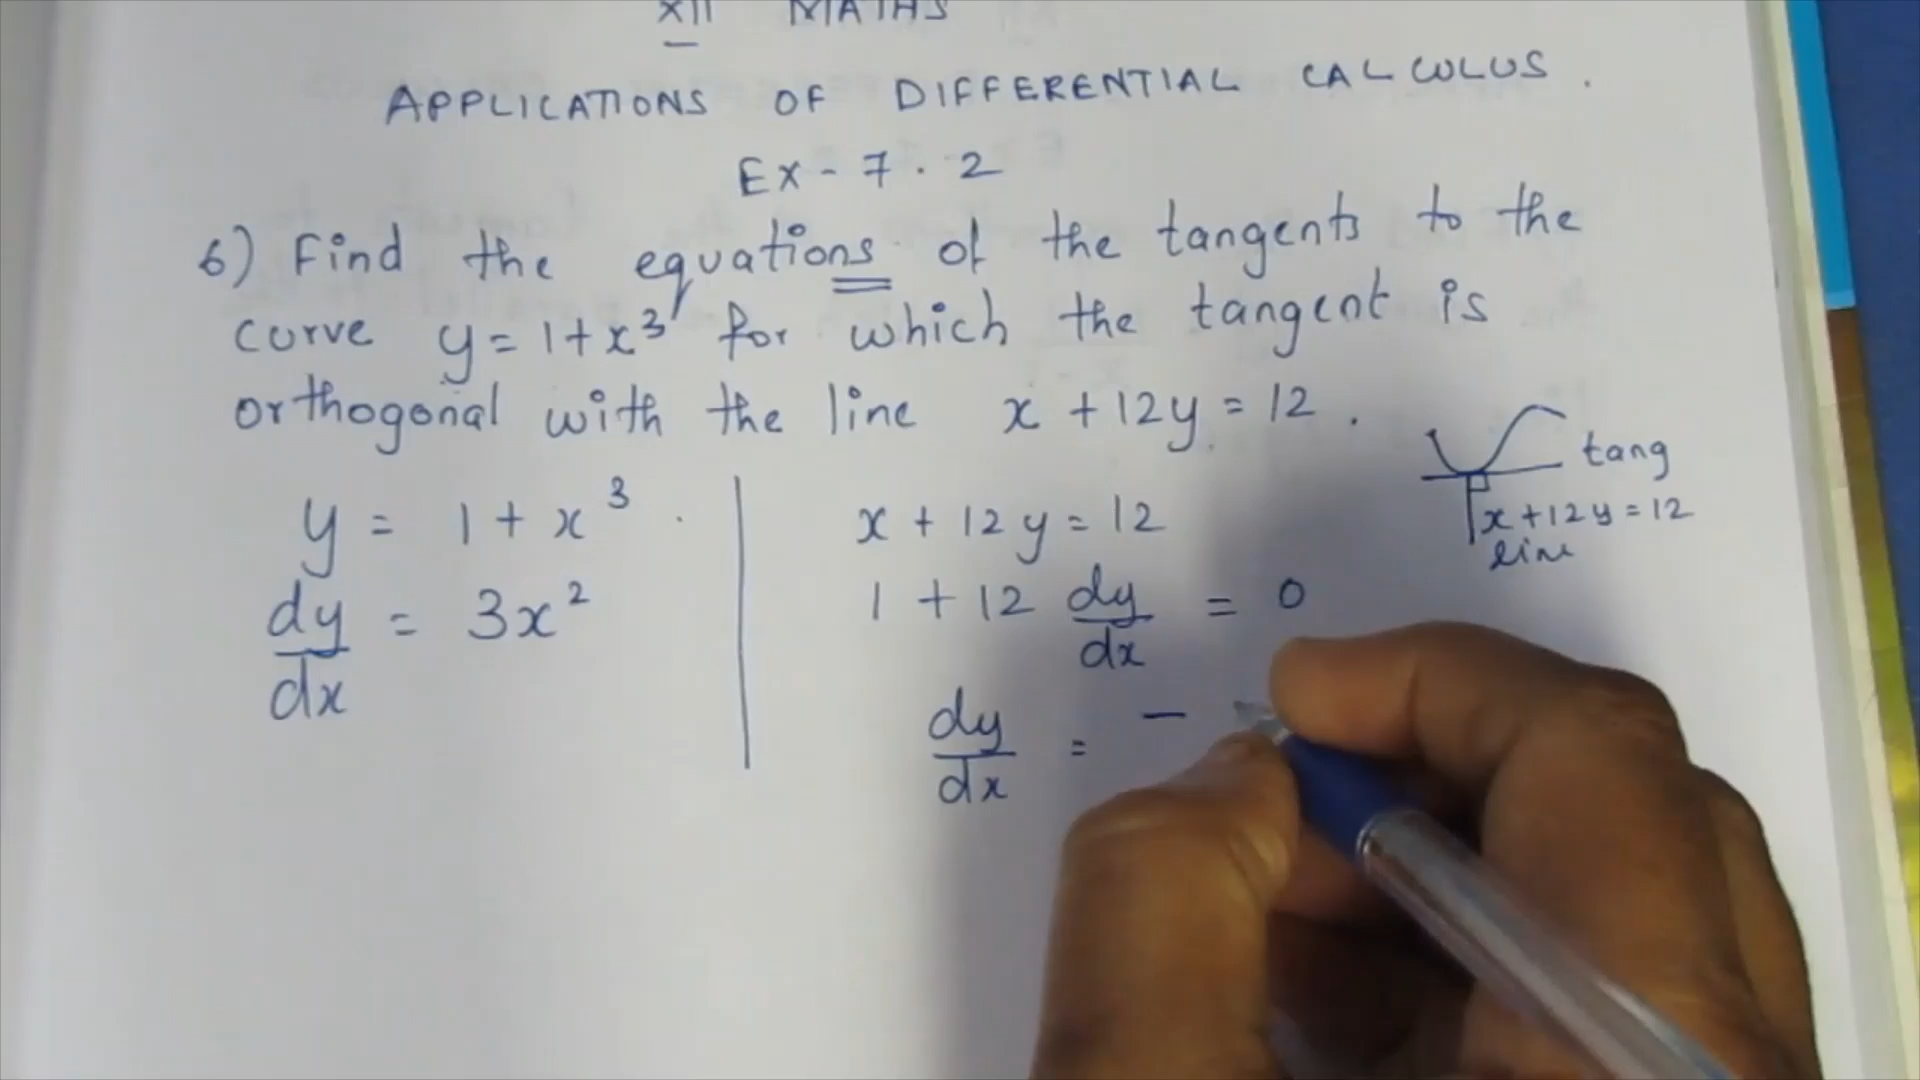 XII MATHS
APPLICATIONS OF DIFFERENTIAL CALCULUS.
Ex - 7.2
6) Find the equations of the tangents to the
curve y = 1 + x³ for which the tangent is
orthogonal with the line x + 12y = 12.
y = 1 + x³
dy/dx = 3x²
x + 12y = 12
1 + 12 dy/dx = 0
dy/dx = -
tang
x + 12y = 12
line